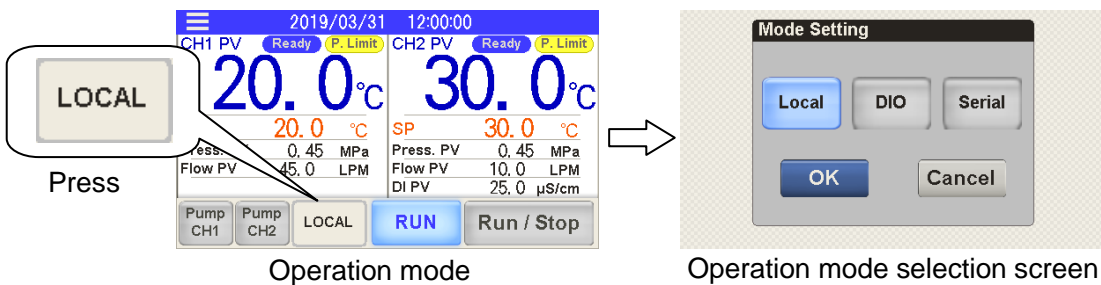 LOCAL
Press
2019/03/31 12:00:00
CH1 PV Ready P. Limit
20. 0 ℃
20. 0 ℃
0. 45 MPa
Flow PV 45. 0 LPM
CH2 PV Ready P. Limit
30. 0 ℃
SP 30. 0 ℃
Press. PV 0. 45 MPa
Flow PV 10. 0 LPM
DI PV 25. 0 μS/cm
Pump
CH1
Pump
CH2
LOCAL
RUN
Run / Stop
Operation mode
Mode Setting
Local DIO Serial
OK Cancel
Operation mode selection screen